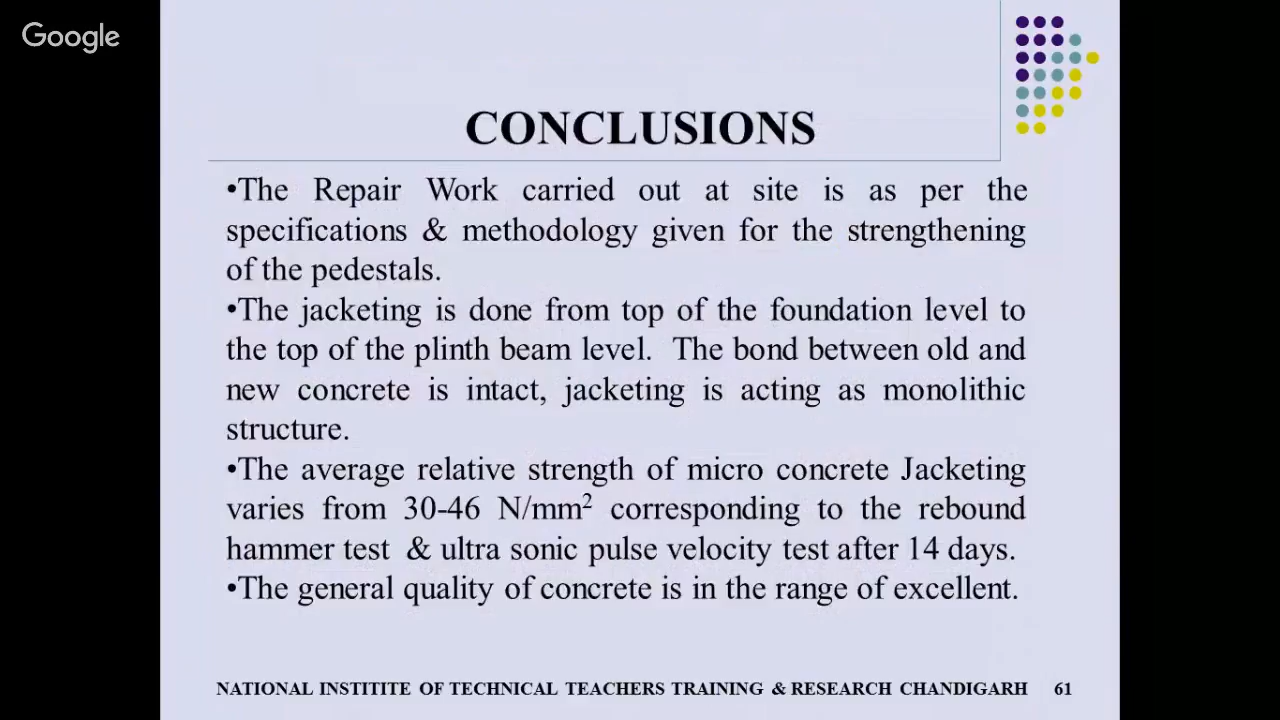 Google
CONCLUSIONS
•The Repair Work carried out at site is as per the
specifications & methodology given for the strengthening
of the pedestals.
•The jacketing is done from top of the foundation level to
the top of the plinth beam level. The bond between old and
new concrete is intact, jacketing is acting as monolithic
structure.
•The average relative strength of micro concrete Jacketing
varies from 30-46 N/mm² corresponding to the rebound
hammer test & ultra sonic pulse velocity test after 14 days.
•The general quality of concrete is in the range of excellent.
NATIONAL INSTITITE OF TECHNICAL TEACHERS TRAINING & RESEARCH CHANDIGARH 61